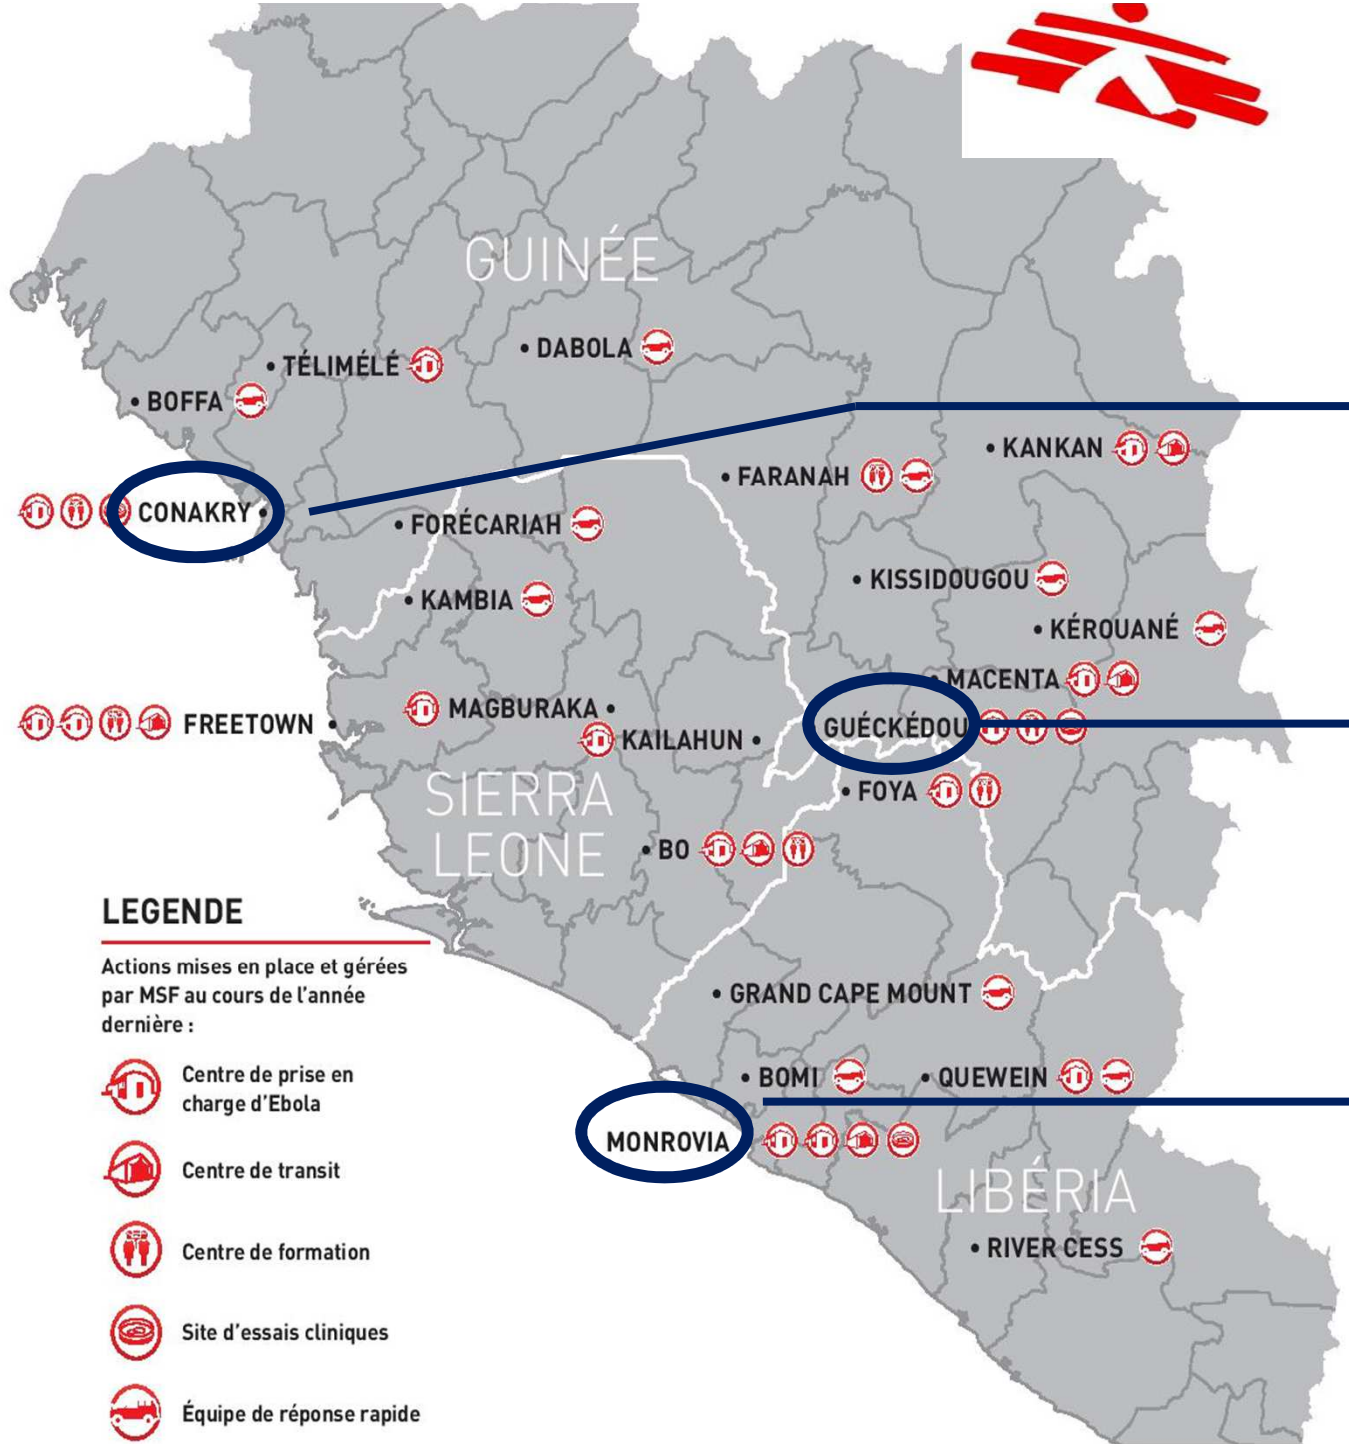 GUINÉE
• DABOLA
• TÉLIMÉLÉ
• BOFFA
• KANKAN
• FARANAH
CONAKRY •
• FORÉCARIAH
• KISSIDOUGOU
• KAMBIA
• KÉROUANÉ
• MACENTA
MAGBURAKA •
FREETOWN •
GUÉCKÉDOU
KAILAHUN •
• FOYA
SIERRA
LEONE
• BO
LEGENDE
Actions mises en place et gérées
par MSF au cours de l'année
dernière :
Centre de prise en
charge d'Ebola
Centre de transit
Centre de formation
Site d'essais cliniques
Équipe de réponse rapide
• GRAND CAPE MOUNT
• BOMI
• QUEWEIN
MONROVIA
LIBÉRIA
• RIVER CESS